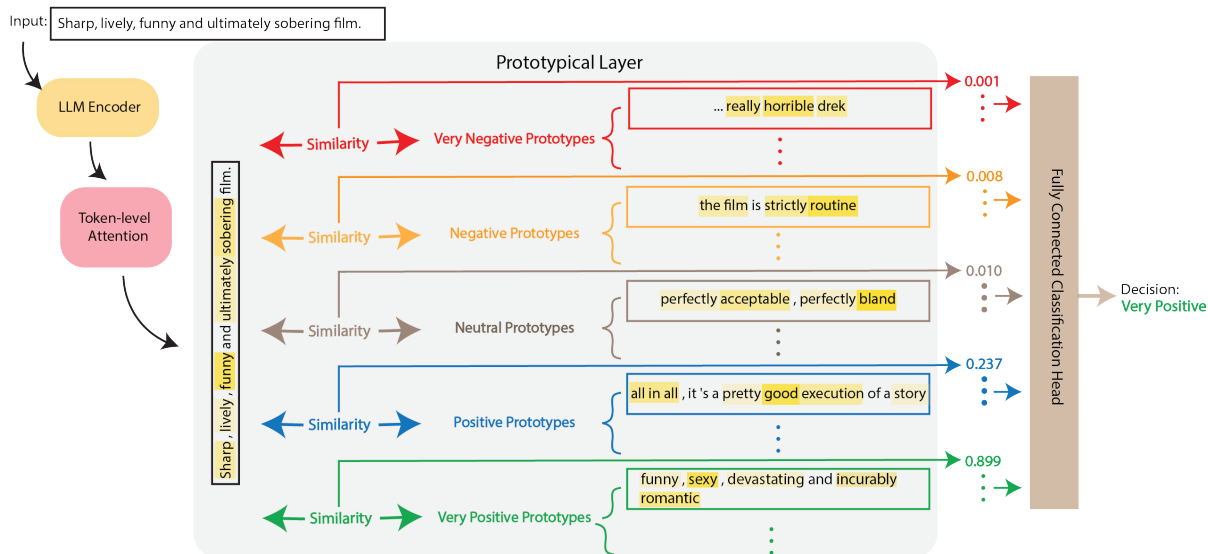 Input:
Sharp, lively, funny and ultimately sobering film.
LLM Encoder
Token-level
Attention
Sharp , lively , funny and ultimately sobering film.
Prototypical Layer
Similarity
Very Negative Prototypes
... really horrible drek
0.001
Similarity
Negative Prototypes
the film is strictly routine
0.008
Similarity
Neutral Prototypes
perfectly acceptable , perfectly bland
0.010
Similarity
Positive Prototypes
all in all , it 's a pretty good execution of a story
0.237
Similarity
Very Positive Prototypes
funny , sexy , devastating and incurably
romantic
0.899
Fully Connected Classification Head
Decision:
Very Positive